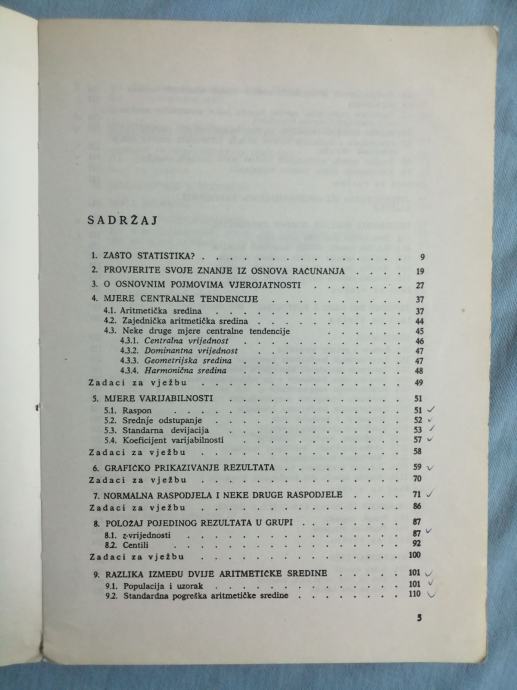 SADRŽAJ
1. ZAŠTO STATISTIKA? . . . . . . . . . . . . . 9
2. PROVJERITE SVOJE ZNANJE IZ OSNOVA RAČUNANJA . . . . 19
3. O OSNOVNIM POJMOVIMA VJEROJATNOSTI . . . . . . 27
4. MJERE CENTRALNE TENDENCIJE . . . . . . . . . 37
4.1. Aritmetička sredina . . . . . . . . . . . . 37
4.2. Zajednička aritmetička sredina . . . . . . . . . 44
4.3. Neke druge mjere centralne tendencije . . . . . . . 45
4.3.1. Centralna vrijednost . . . . . . . . . . 46
4.3.2. Dominantna vrijednost . . . . . . . . . . 47
4.3.3. Geometrijska sredina . . . . . . . . . . 47
4.3.4. Harmonična sredina . . . . . . . . . . 48
Zadaci za vježbu . . . . . . . . . . . . . . 49
5. MJERE VARIJABILNOSTI . . . . . . . . . . . 51
5.1. Raspon . . . . . . . . . . . . . . 51
5.2. Srednje odstupanje . . . . . . . . . . . . 52
5.3. Standarna devijacija . . . . . . . . . . . 53
5.4. Koeficijent varijabilnosti . . . . . . . . . . 57
Zadaci za vježbu . . . . . . . . . . . . . . 58
6. GRAFIČKO PRIKAZIVANJE REZULTATA . . . . . . . 59
Zadaci za vježbu . . . . . . . . . . . . . . 70
7. NORMALNA RASPODJELA I NEKE DRUGE RASPODJELE . . . . 71
Zadaci za vježbu . . . . . . . . . . . . . . 86
8. POLOŽAJ POJEDINOG REZULTATA U GRUPI . . . . . . 87
8.1. z-vrijednosti . . . . . . . . . . . . . 87
8.2. Centili . . . . . . . . . . . . . . 92
Zadaci za vježbu . . . . . . . . . . . . . . 100
9. RAZLIKA IZMEĐU DVIJE ARITMETIČKE SREDINE . . . . . 101
9.1. Populacija i uzorak . . . . . . . . . . . 101
9.2. Standardna pogreška aritmetičke sredine . . . . . . . 110
5